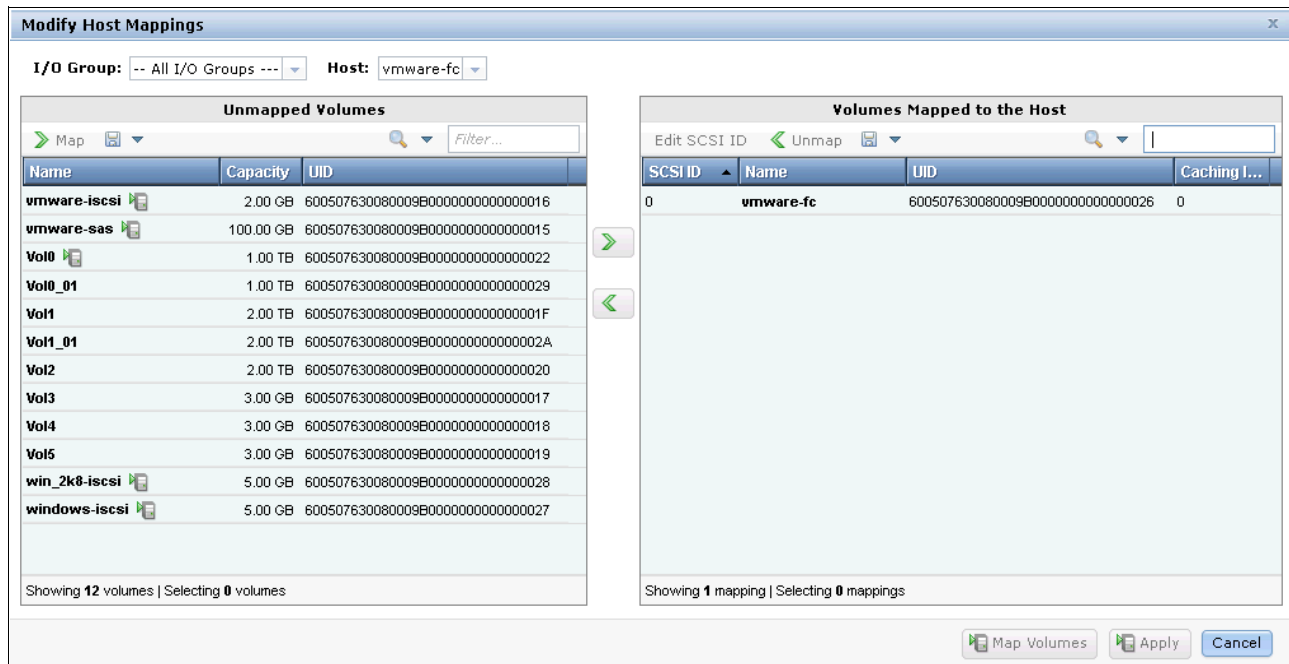 Modify Host Mappings
x
I/O Group: -- All I/O Groups --- Host: vmware-fc
Unmapped Volumes
Map Filter...
Name Capacity UID
vmware-iscsi 2.00 GB 600507630080009B0000000000000016
vmware-sas 100.00 GB 600507630080009B0000000000000015
Vol0 1.00 TB 600507630080009B0000000000000022
Vol0_01 1.00 TB 600507630080009B0000000000000029
Vol1 2.00 TB 600507630080009B000000000000001F
Vol1_01 2.00 TB 600507630080009B000000000000002A
Vol2 2.00 TB 600507630080009B0000000000000020
Vol3 3.00 GB 600507630080009B0000000000000017
Vol4 3.00 GB 600507630080009B0000000000000018
Vol5 3.00 GB 600507630080009B0000000000000019
win_2k8-iscsi 5.00 GB 600507630080009B0000000000000028
windows-iscsi 5.00 GB 600507630080009B0000000000000027
Showing 12 volumes | Selecting 0 volumes
Volumes Mapped to the Host
Edit SCSI ID Unmap
SCSI ID Name UID Caching I...
0 vmware-fc 600507630080009B0000000000000026 0
Showing 1 mapping | Selecting 0 mappings
Map Volumes Apply Cancel